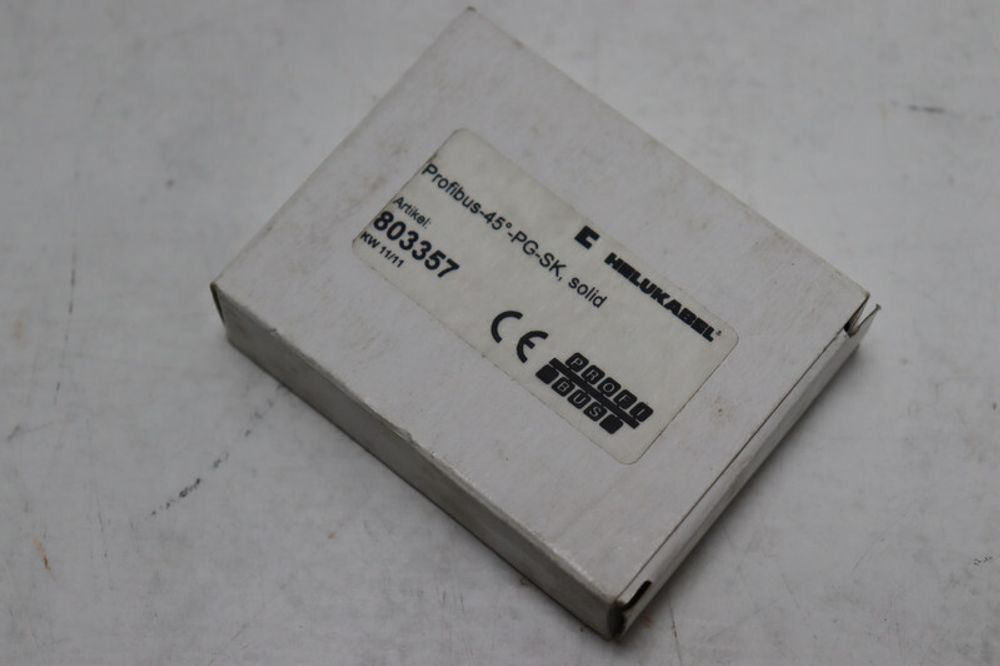 HELUKABEL®
Profibus-45°-PG-SK, solid
Artikel:
803357
KW 11/11
CE
PROFI
BUS